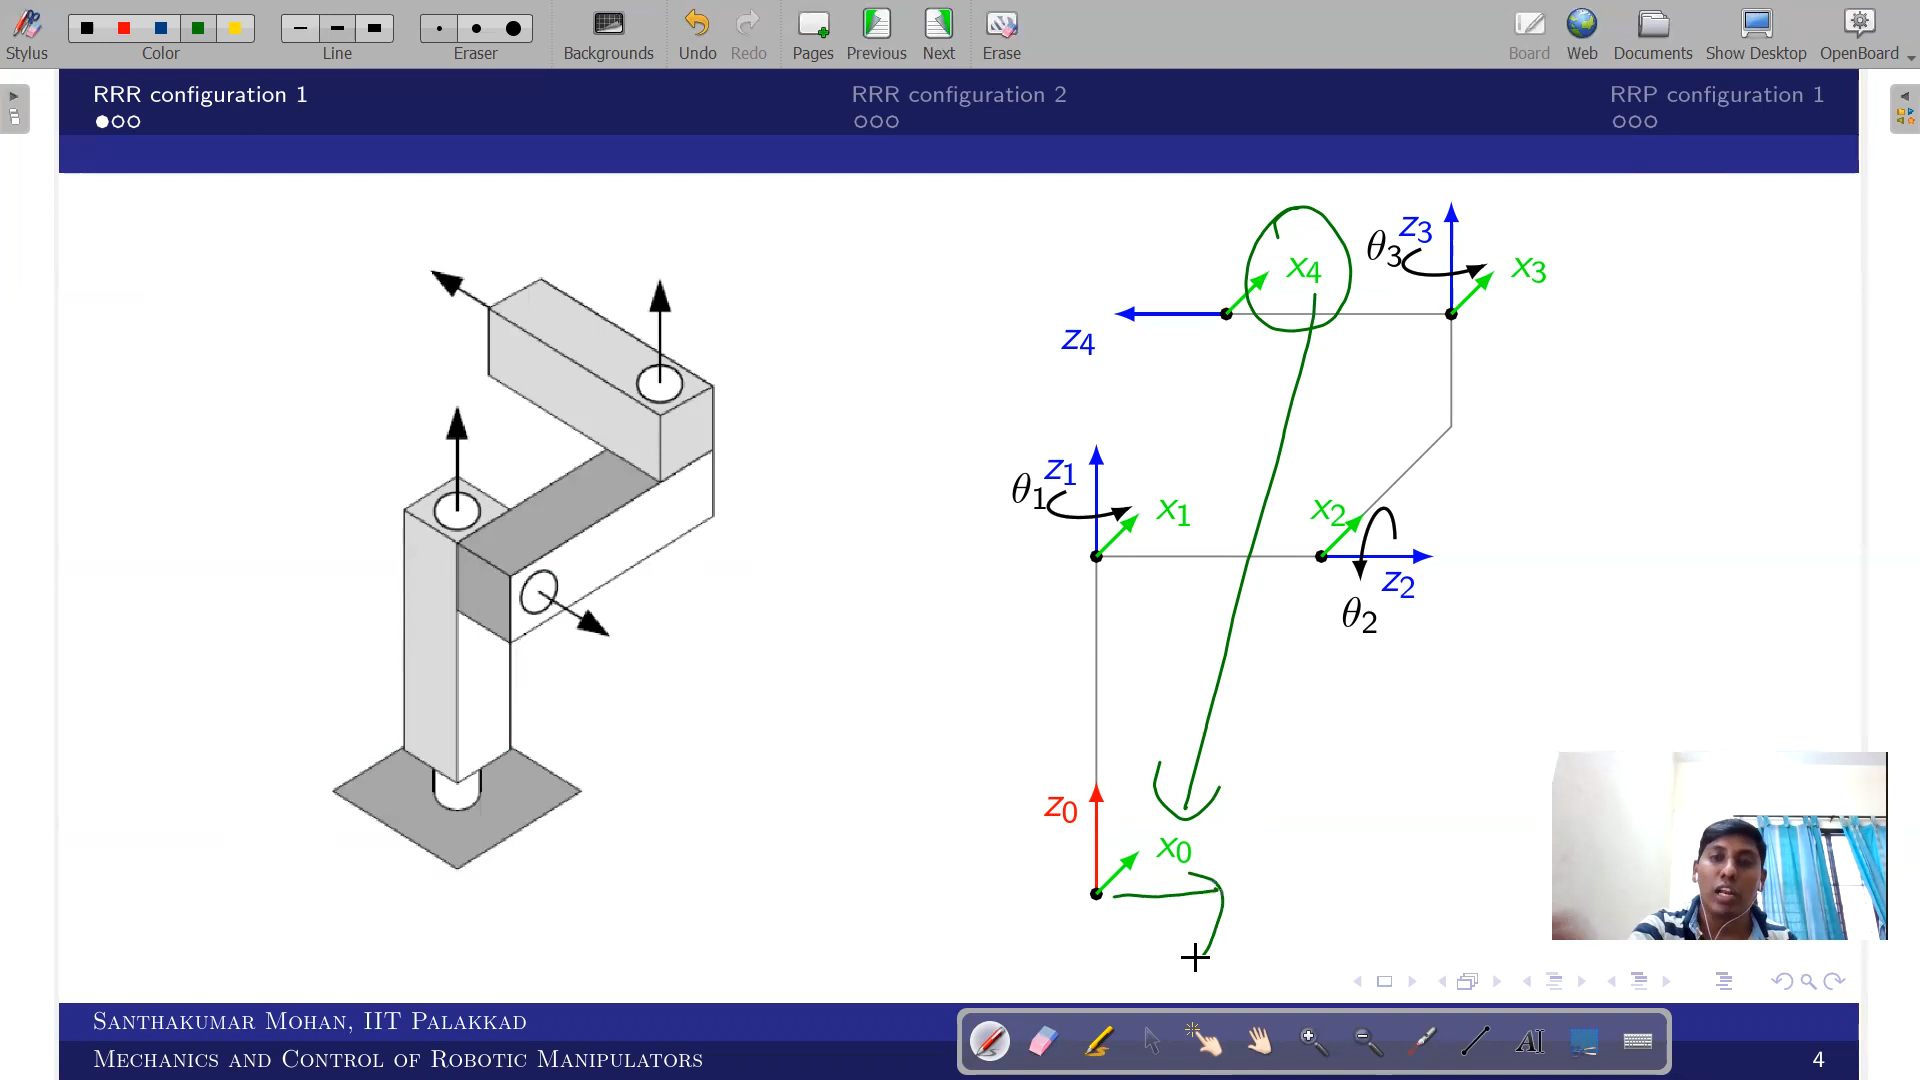 Stylus
Color
Line
Eraser
Backgrounds
Undo
Redo
Pages
Previous
Next
Erase
Board
Web
Documents
Show Desktop
OpenBoard
RRR configuration 1
RRR configuration 2
RRP configuration 1
z3
θ3
x4
x3
z4
z1
θ1
x1
x2
z2
θ2
z0
x0
SANTHAKUMAR MOHAN, IIT PALAKKAD
MECHANICS AND CONTROL OF ROBOTIC MANIPULATORS
AI
4